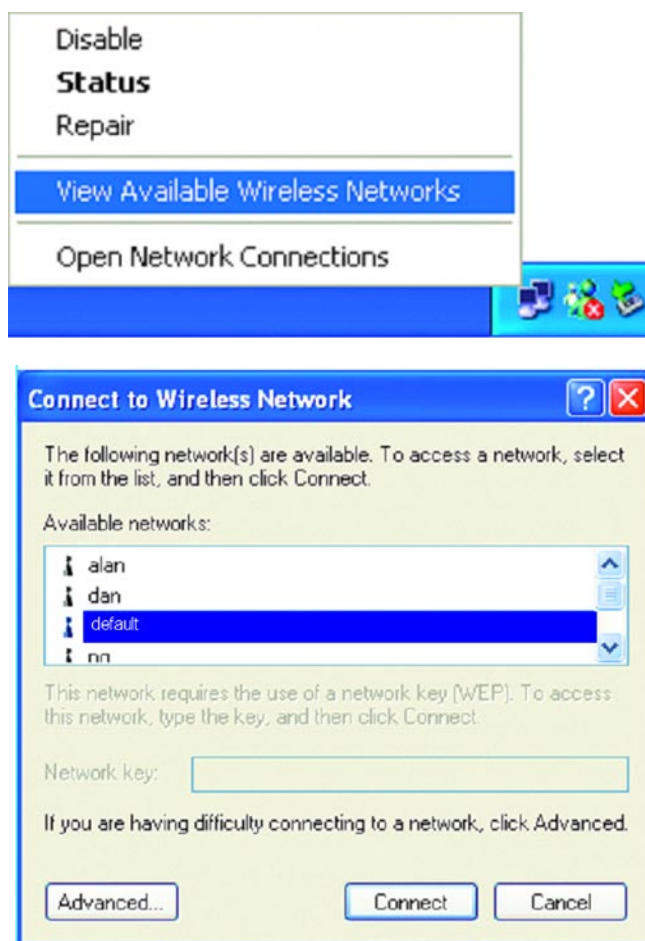 Disable
Status
Repair
View Available Wireless Networks
Open Network Connections
Connect to Wireless Network
The following network(s) are available. To access a network, select
it from the list, and then click Connect.
Available networks:
alan
dan
default
This network requires the use of a network key (WEP). To access
this network, type the key, and then click Connect.
Network key:
If you are having difficulty connecting to a network, click Advanced.
Advanced...
Connect
Cancel